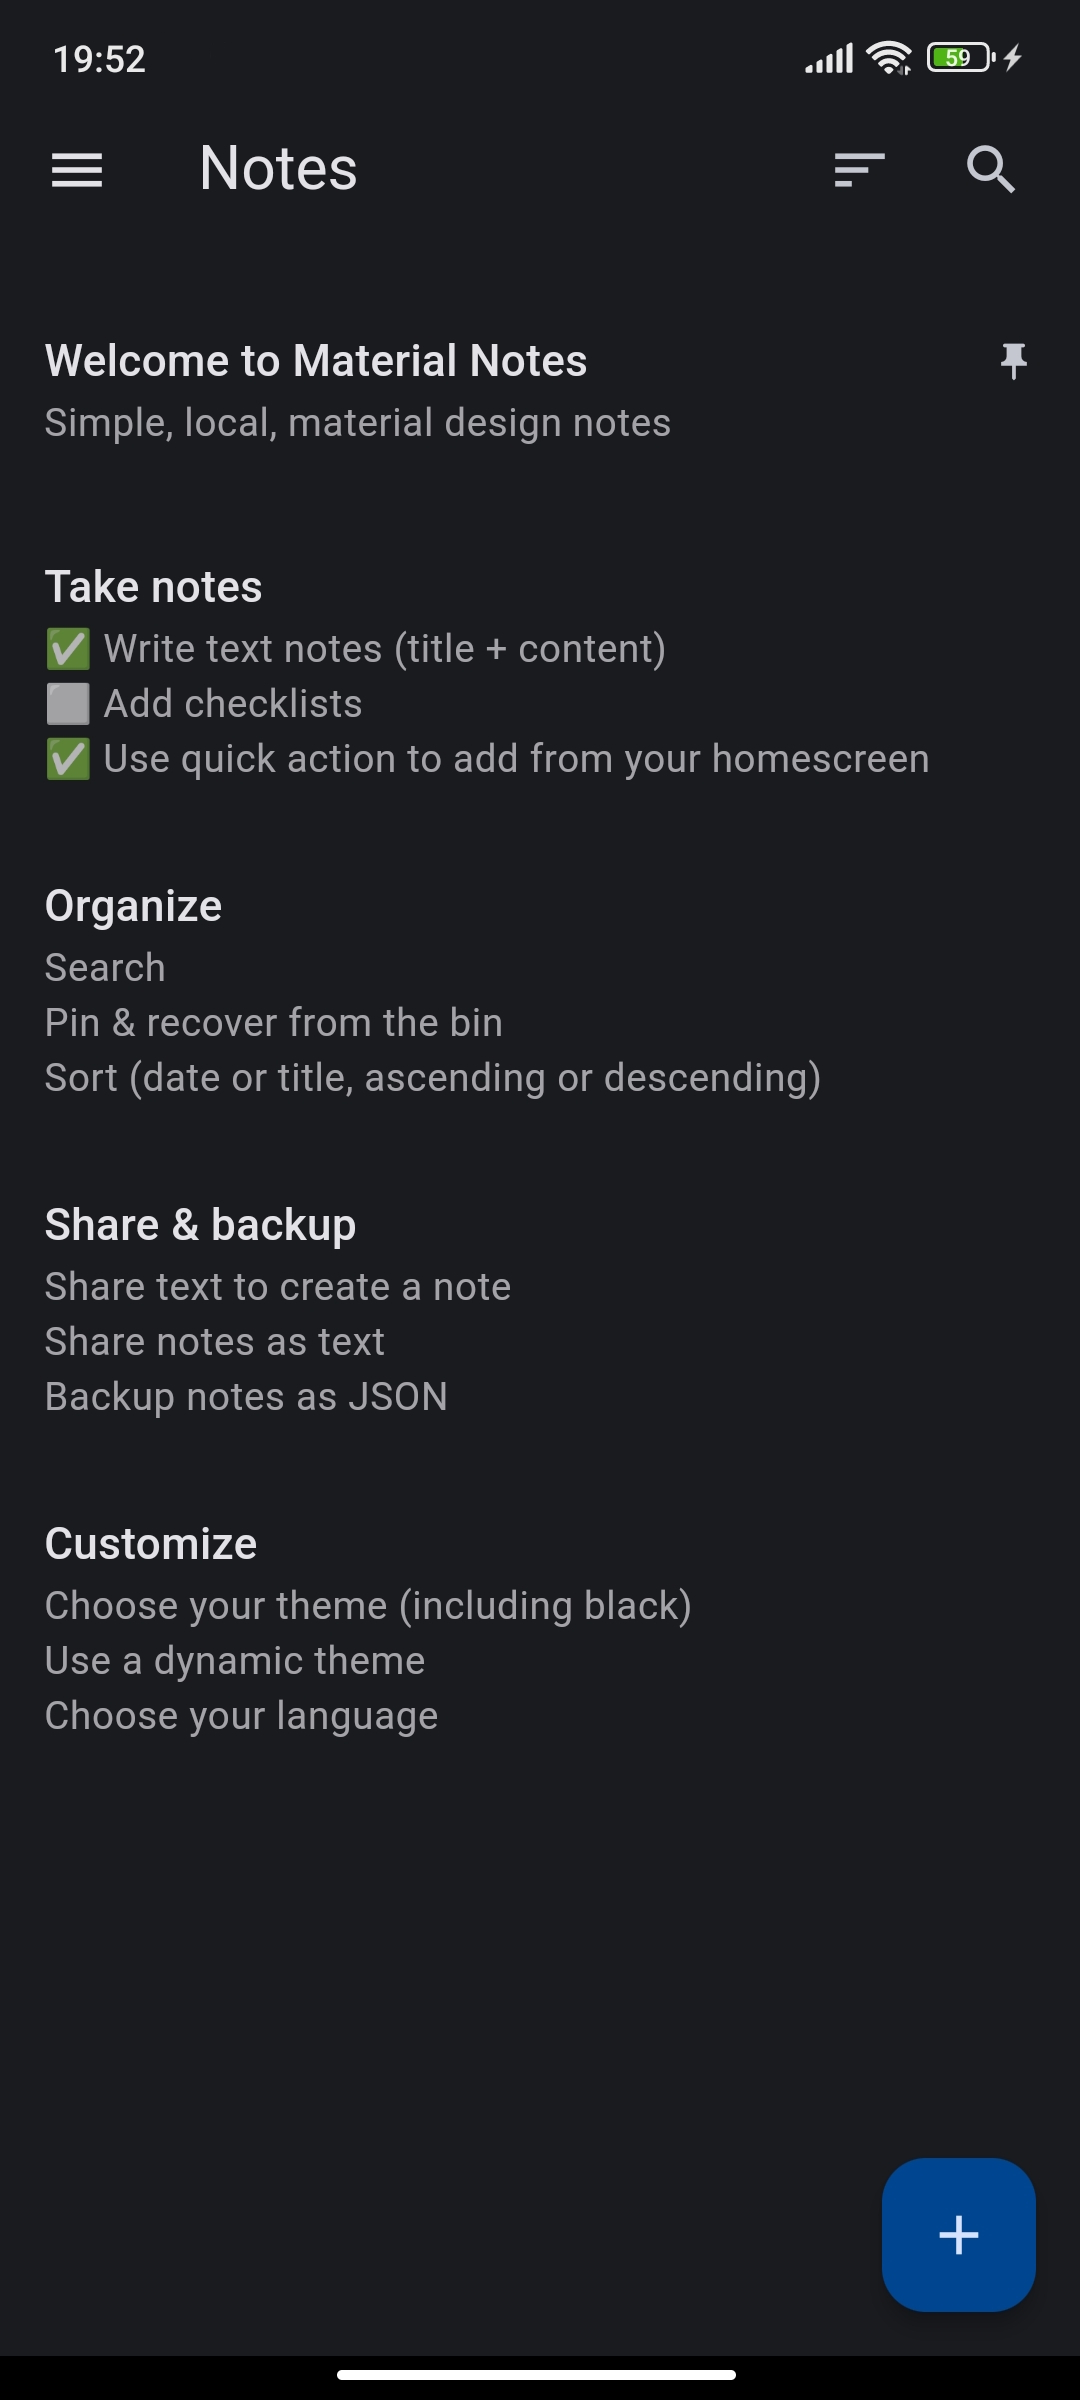 19:52
59
Notes
Welcome to Material Notes
Simple, local, material design notes
Take notes
✅ Write text notes (title + content)
⬜ Add checklists
✅ Use quick action to add from your homescreen
Organize
Search
Pin & recover from the bin
Sort (date or title, ascending or descending)
Share & backup
Share text to create a note
Share notes as text
Backup notes as JSON
Customize
Choose your theme (including black)
Use a dynamic theme
Choose your language